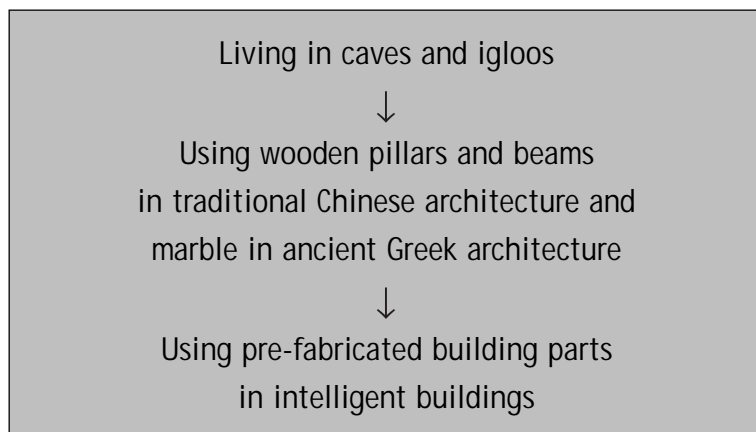 Living in caves and igloos
↓
Using wooden pillars and beams
in traditional Chinese architecture and
marble in ancient Greek architecture
↓
Using pre-fabricated building parts
in intelligent buildings